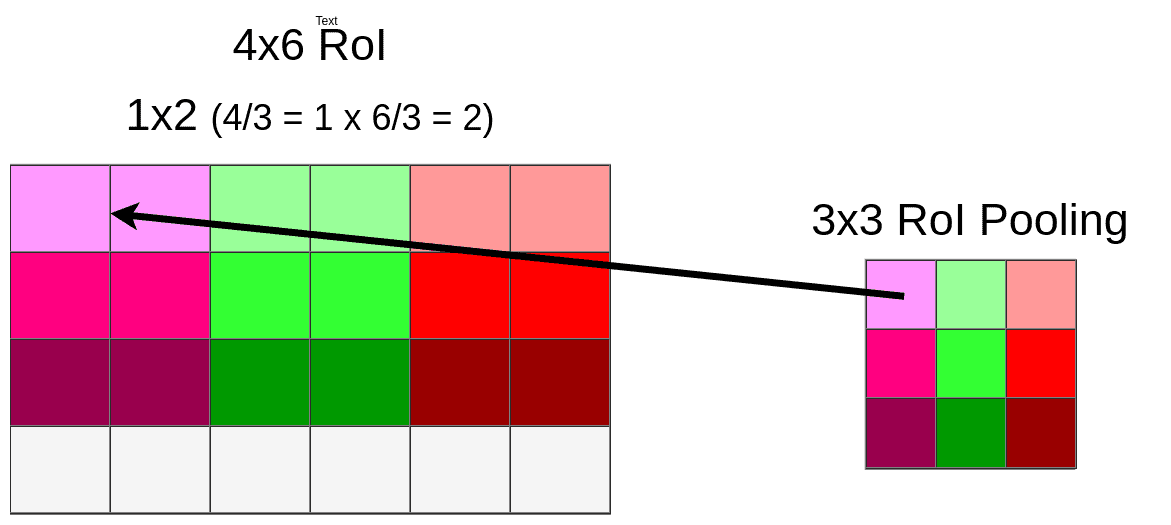 Text
4x6 RoI
1x2 (4/3 = 1 x 6/3 = 2)
3x3 RoI Pooling